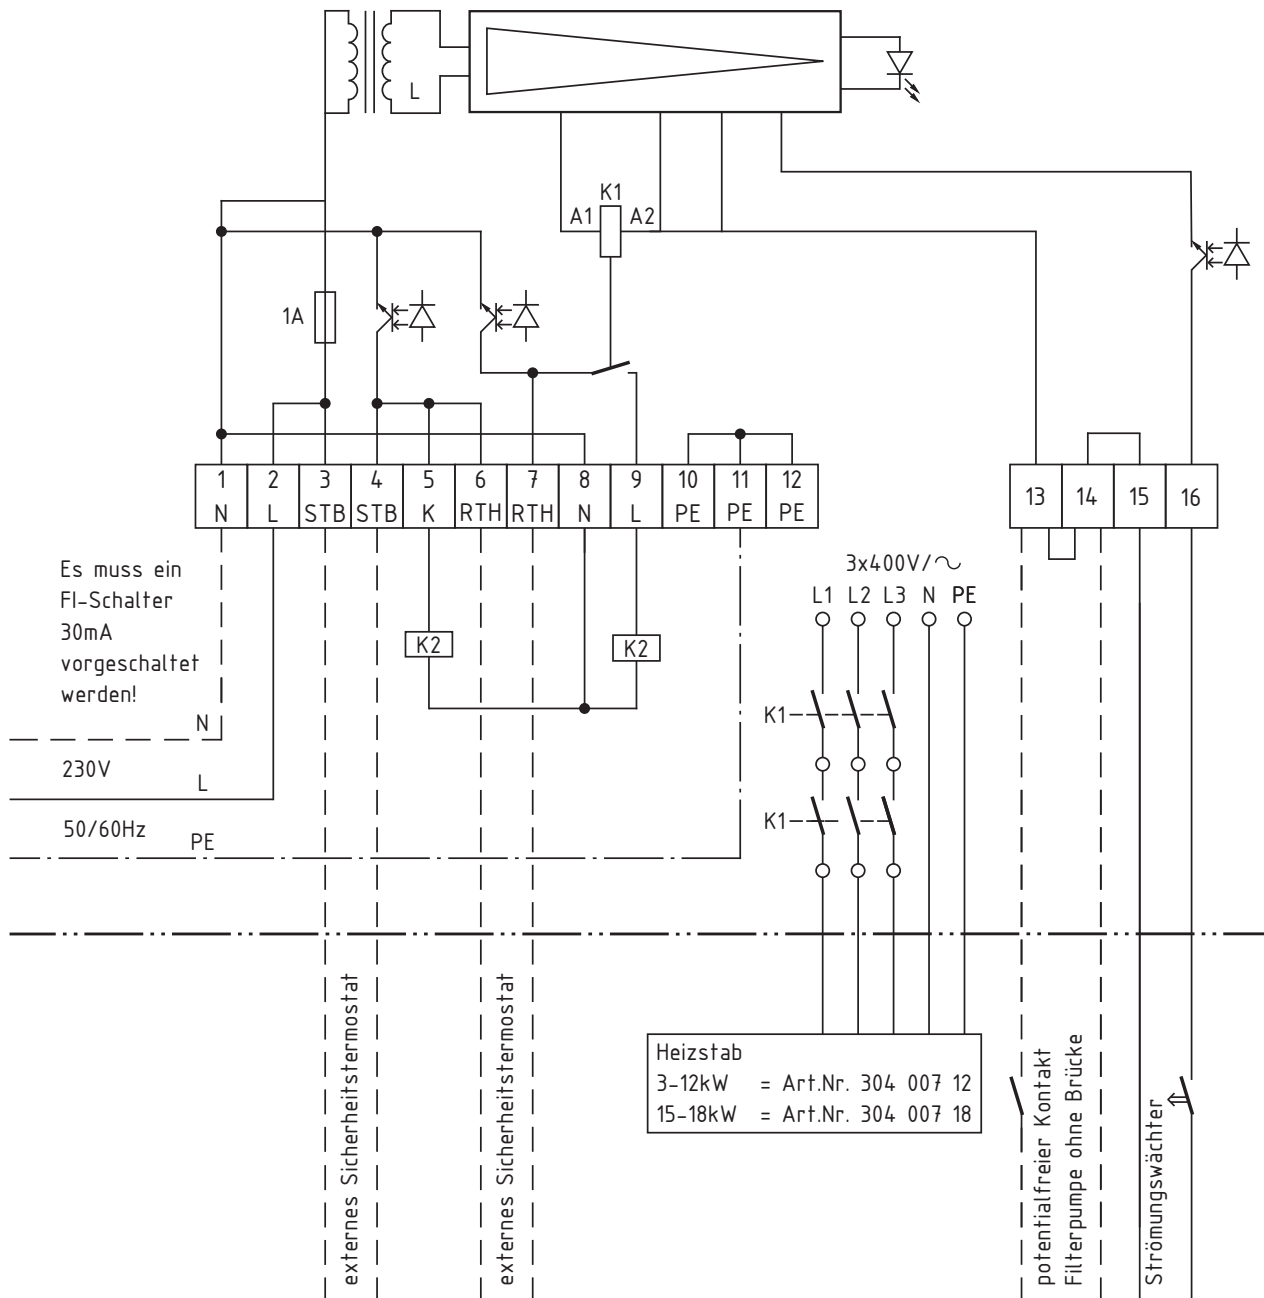 L
K1
A1 A2
1A
1 2 3 4 5 6 7 8 9 10 11 12
N L STB STB K RTH RTH N L PE PE PE
13 14 15 16
Es muss ein
FI-Schalter
30mA
vorgeschaltet
werden!
3x400V/
L1 L2 L3 N PE
K2 K2
N
K1
230V
L
K1
50/60Hz
PE
externes Sicherheitstermostat
externes Sicherheitstermostat
Heizstab
3-12kW = Art.Nr. 304 007 12
15-18kW = Art.Nr. 304 007 18
potentialfreier Kontakt
Filterpumpe ohne Brücke
Strömungswächter